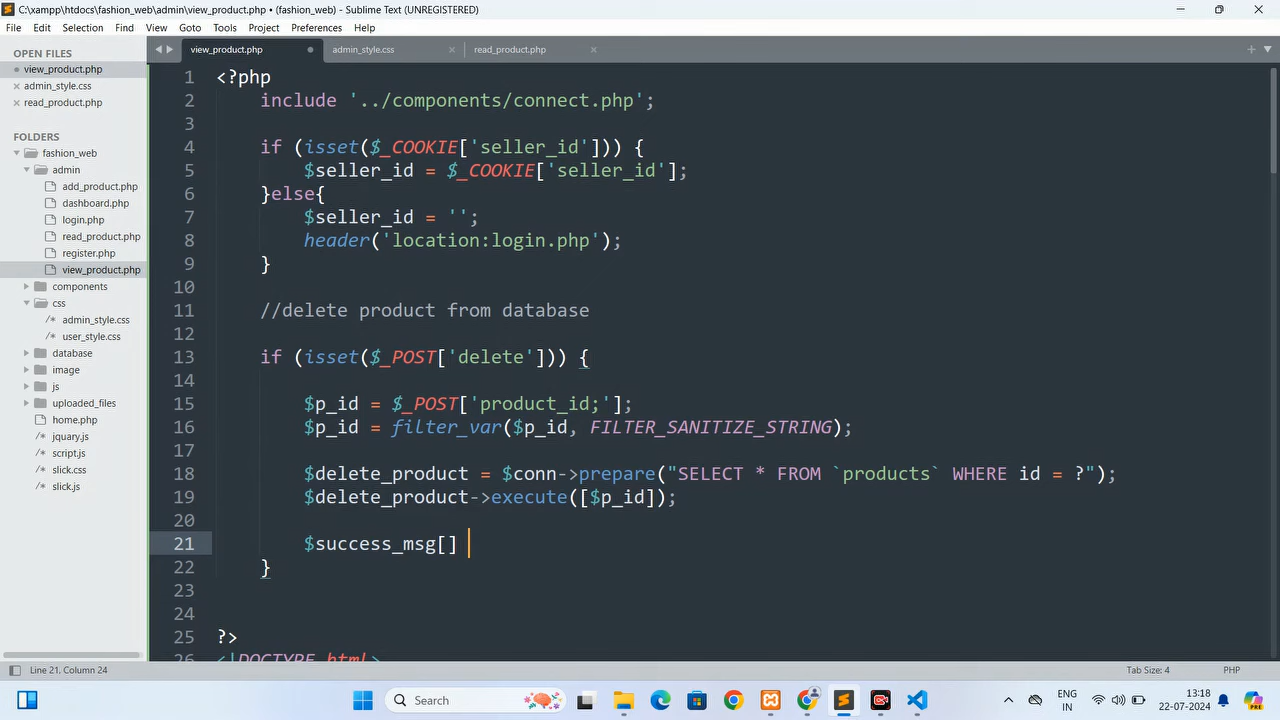 C:\xampp\htdocs\fashion_web\admin\view_product.php • (fashion_web) - Sublime Text (UNREGISTERED)
File Edit Selection Find View Goto Tools Project Preferences Help
OPEN FILES
view_product.php
admin_style.css
read_product.php
FOLDERS
fashion_web
admin
add_product.php
dashboard.php
login.php
read_product.php
register.php
view_product.php
components
css
admin_style.css
user_style.css
database
image
js
uploaded_files
home.php
jquary.js
script.js
slick.css
slick.js
view_product.php admin_style.css read_product.php
1 <?php
2 include '../components/connect.php';
3
4 if (isset($_COOKIE['seller_id'])) {
5 $seller_id = $_COOKIE['seller_id'];
6 }else{
7 $seller_id = '';
8 header('location:login.php');
9 }
10
11 //delete product from database
12
13 if (isset($_POST['delete'])) {
14
15 $p_id = $_POST['product_id;'];
16 $p_id = filter_var($p_id, FILTER_SANITIZE_STRING);
17
18 $delete_product = $conn->prepare("SELECT * FROM `products` WHERE id = ?");
19 $delete_product->execute([$p_id]);
20
21 $success_msg[]
22 }
23
24
25 ?>
26 <!DOCTYPE html>
Line 21, Column 24 Tab Size: 4 PHP
Search ENG IN 13:18 22-07-2024